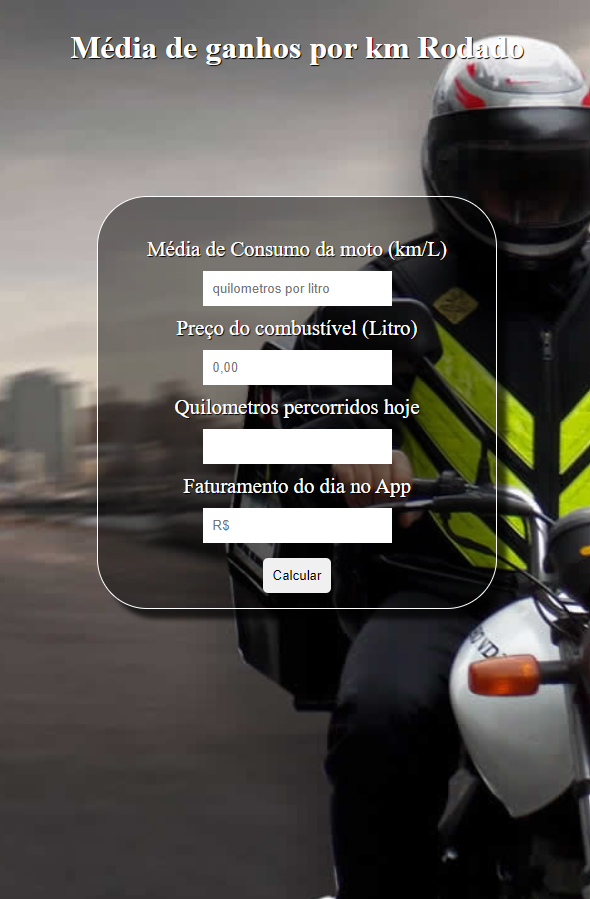 Média de ganhos por km Rodado
Média de Consumo da moto (km/L)
quilometros por litro
Preço do combustível (Litro)
0,00
Quilometros percorridos hoje
Faturamento do dia no App
R$
Calcular